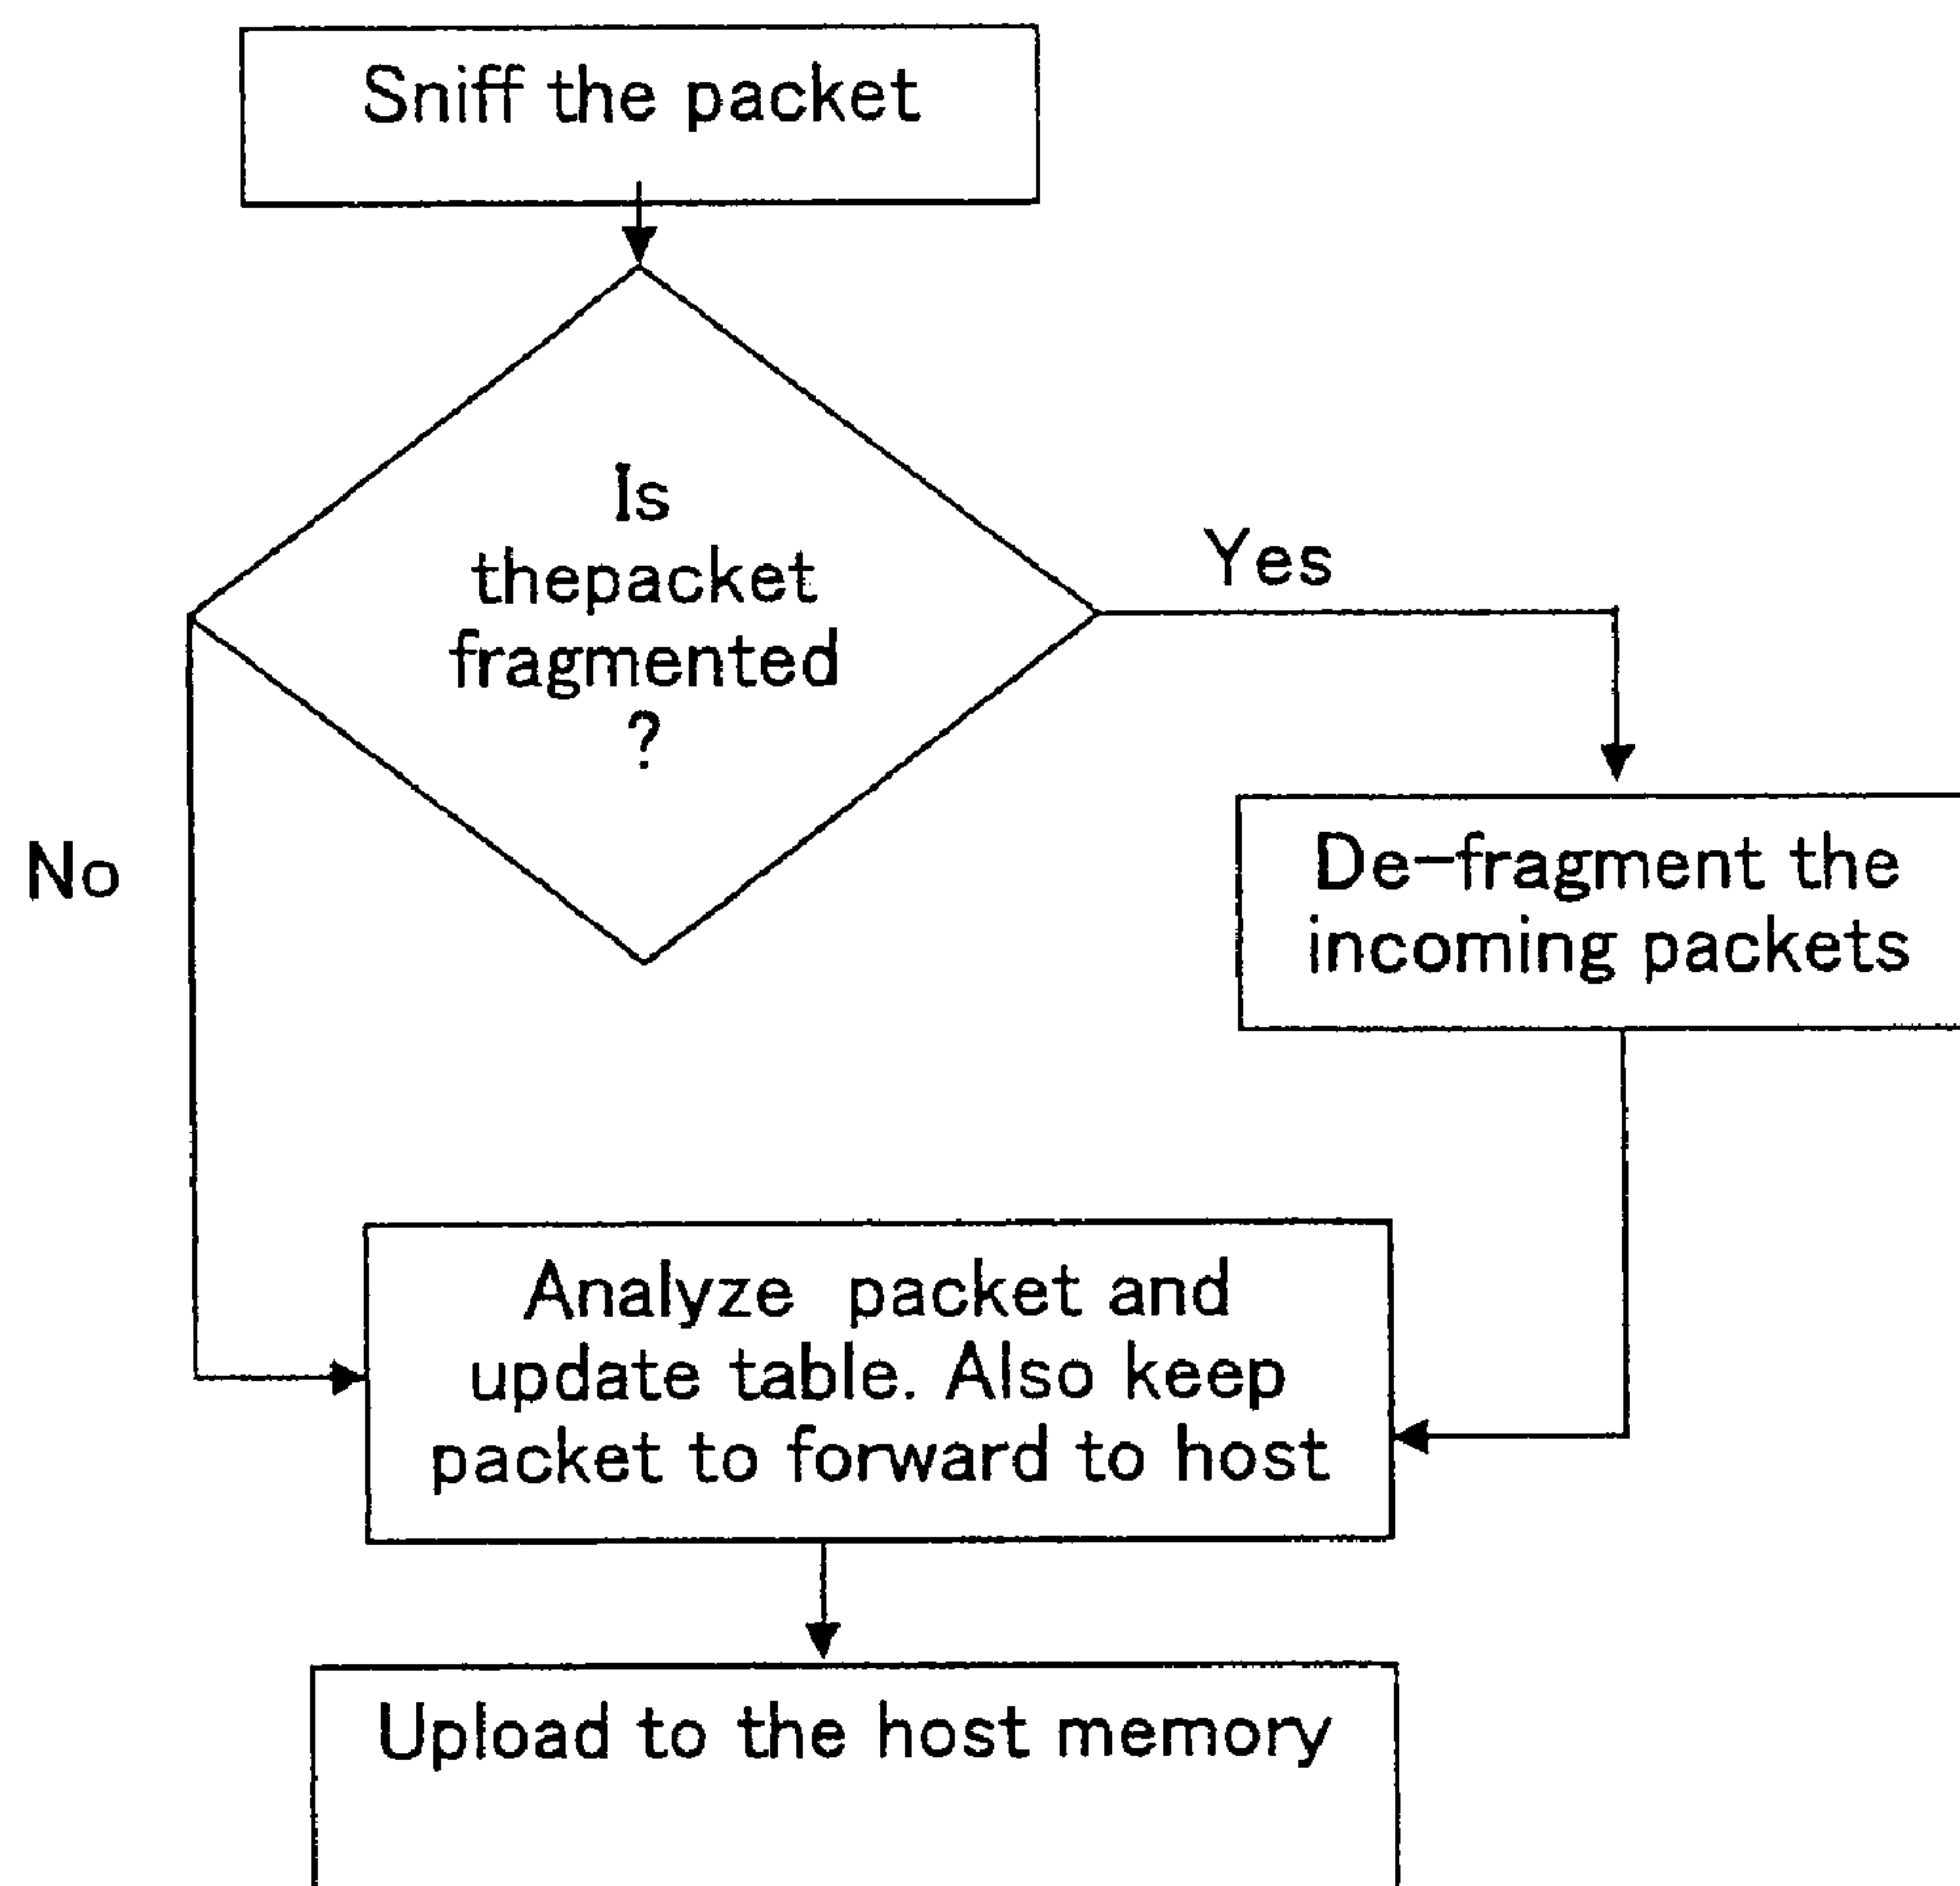 Sniff the packet
Is
thepacket
fragmented
?
Yes
No
De-fragment the
incoming packets
Analyze packet and
update table. Also keep
packet to forward to host
Upload to the host memory